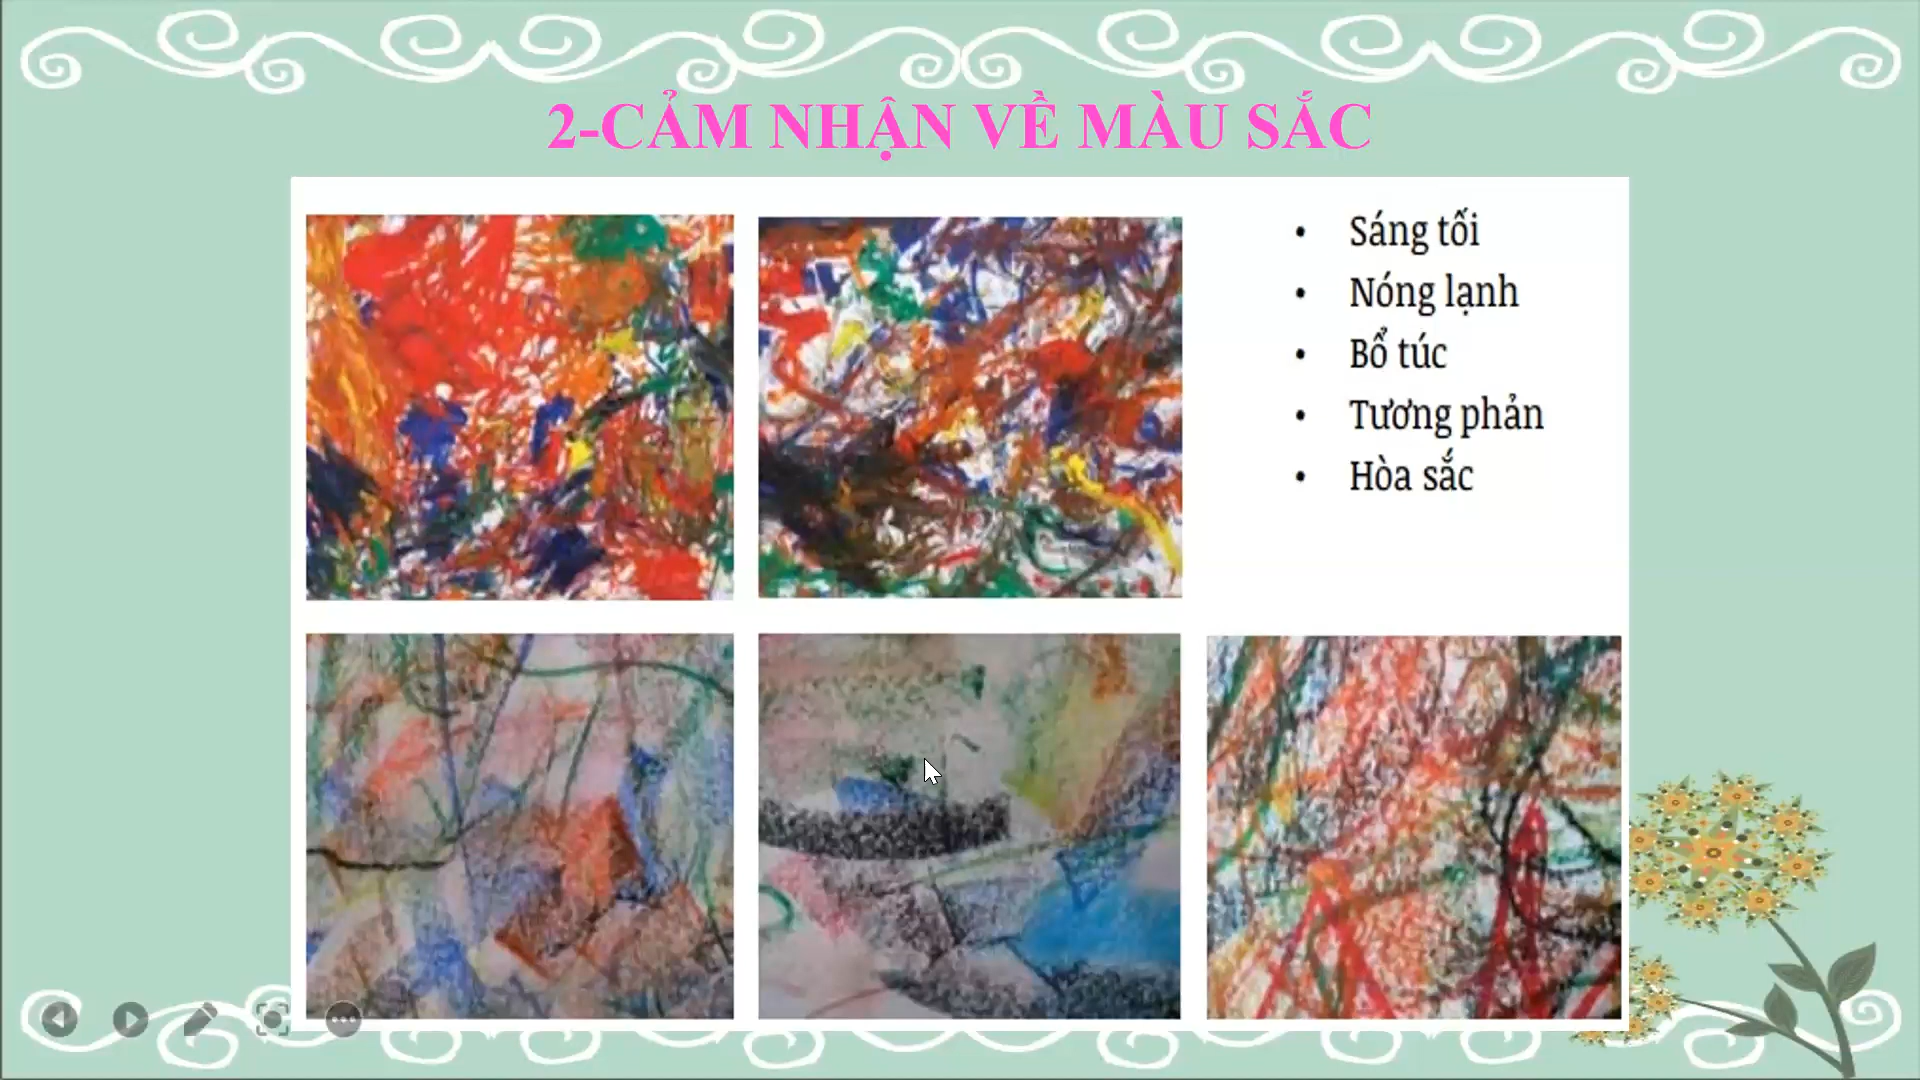 2-CẢM NHẬN VỀ MÀU SẮC
• Sáng tối
• Nóng lạnh
• Bổ túc
• Tương phản
• Hòa sắc